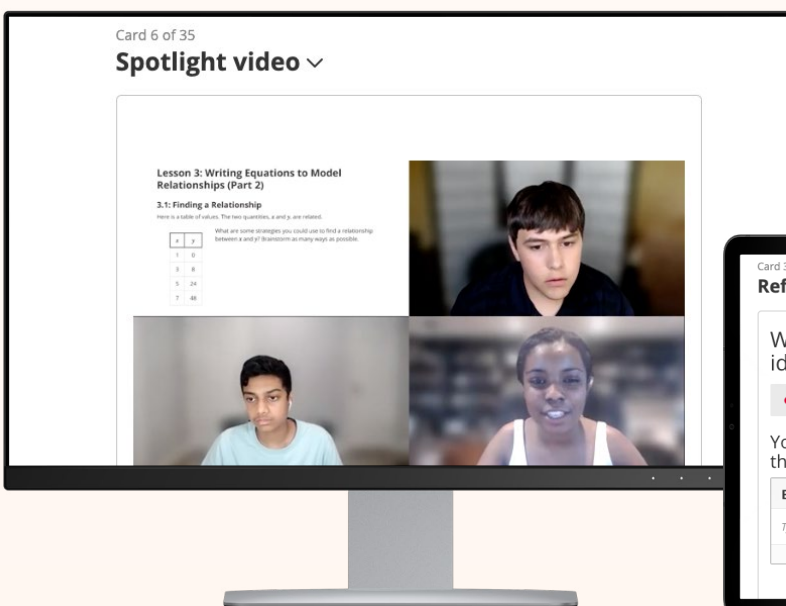 Card 6 of 35
Spotlight video
Lesson 3: Writing Equations to Model
Relationships (Part 2)
3.1: Finding a Relationship
Here is a table of values. The two quantities, x and y, are related.
What are some strategies you could use to find a relationship
between x and y? Brainstorm as many ways as possible.
x y
1 0
3 8
5 24
7 48
Card 3
Ref
W
id
Yo
th